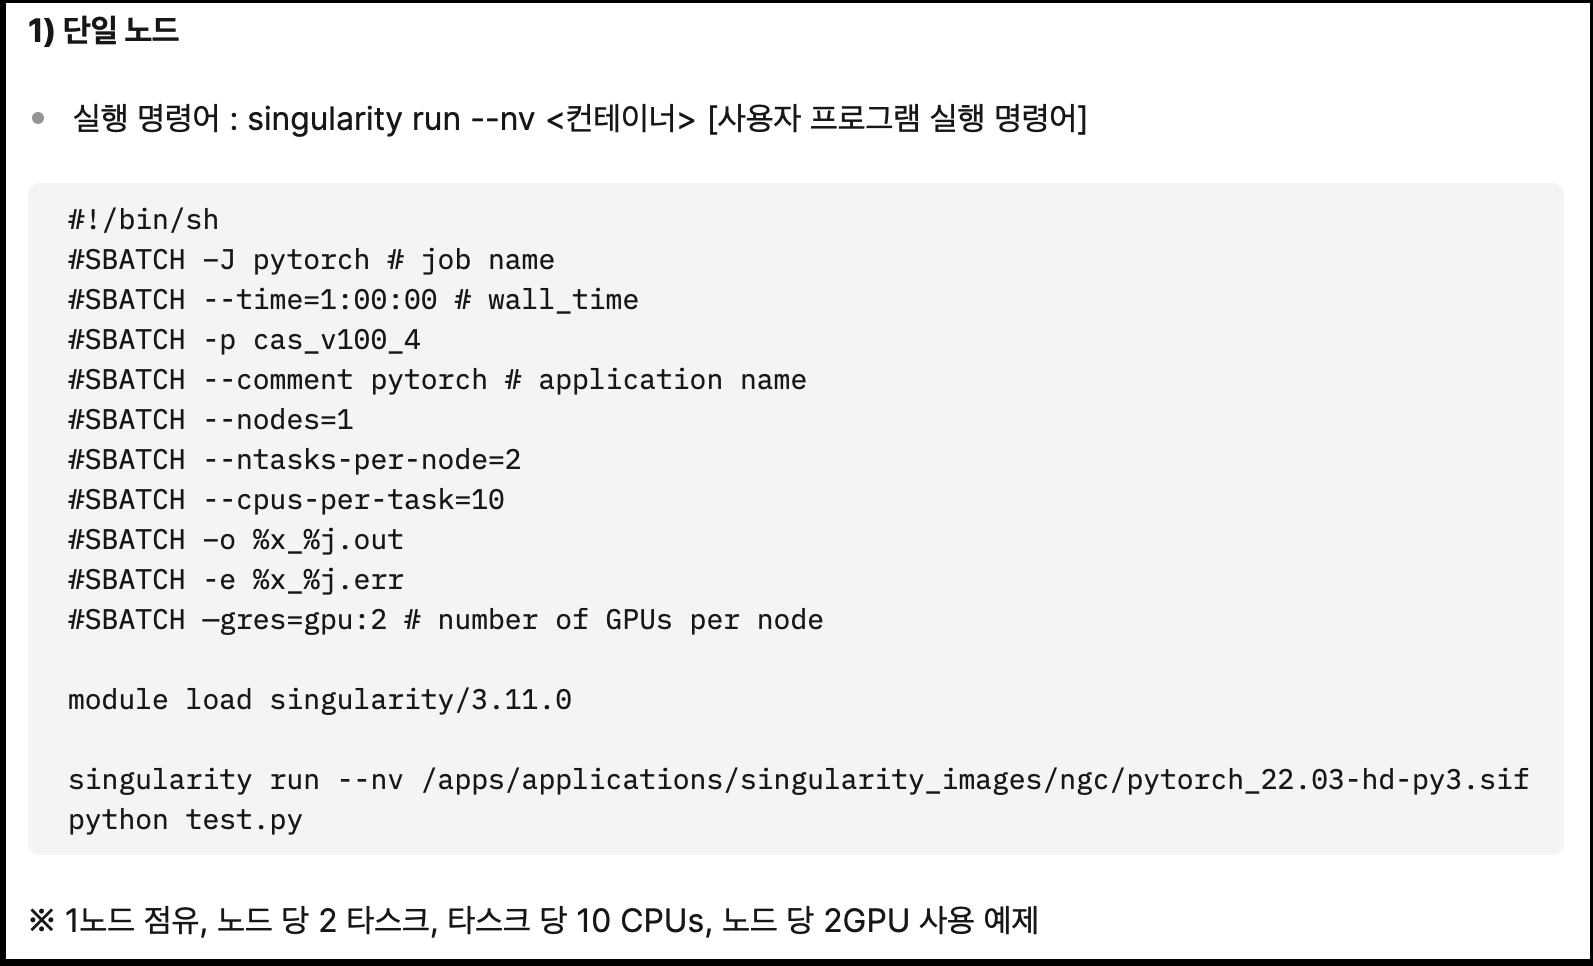 1) 단일 노드
실행 명령어 : singularity run --nv <컨테이너> [사용자 프로그램 실행 명령어]
#!/bin/sh
#SBATCH –J pytorch # job name
#SBATCH --time=1:00:00 # wall_time
#SBATCH -p cas_v100_4
#SBATCH --comment pytorch # application name
#SBATCH --nodes=1
#SBATCH --ntasks-per-node=2
#SBATCH --cpus-per-task=10
#SBATCH –o %x_%j.out
#SBATCH -e %x_%j.err
#SBATCH —gres=gpu:2 # number of GPUs per node
module load singularity/3.11.0
singularity run --nv /apps/applications/singularity_images/ngc/pytorch_22.03-hd-py3.sif
python test.py
※ 1노드 점유, 노드 당 2 타스크, 타스크 당 10 CPUs, 노드 당 2GPU 사용 예제